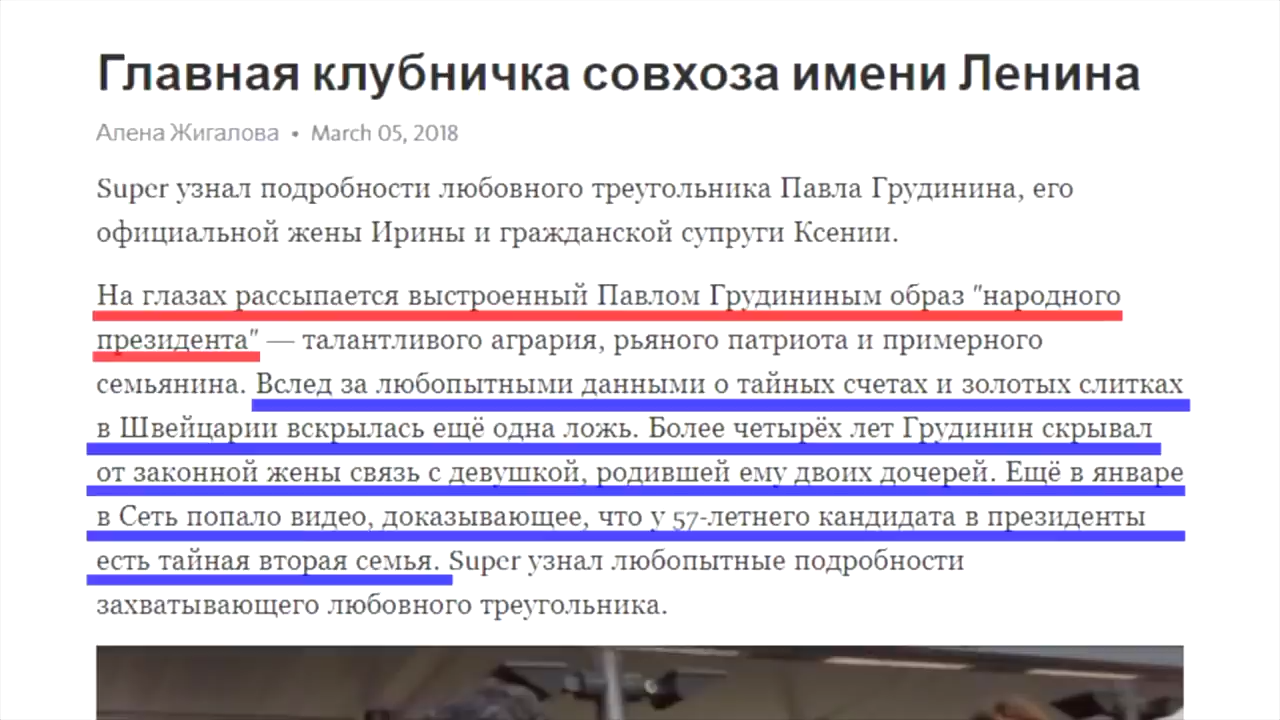 Главная клубничка совхоза имени Ленина
Алена Жигалова • March 05, 2018
Super узнал подробности любовного треугольника Павла Грудинина, его
официальной жены Ирины и гражданской супруги Ксении.
На глазах рассыпается выстроенный Павлом Грудининым образ "народного
президента" — талантливого агрария, рьяного патриота и примерного
семьянина. Вслед за любопытными данными о тайных счетах и золотых слитках
в Швейцарии вскрылась ещё одна ложь. Более четырёх лет Грудинин скрывал
от законной жены связь с девушкой, родившей ему двоих дочерей. Ещё в январе
в Сеть попало видео, доказывающее, что у 57-летнего кандидата в президенты
есть тайная вторая семья. Super узнал любопытные подробности
захватывающего любовного треугольника.